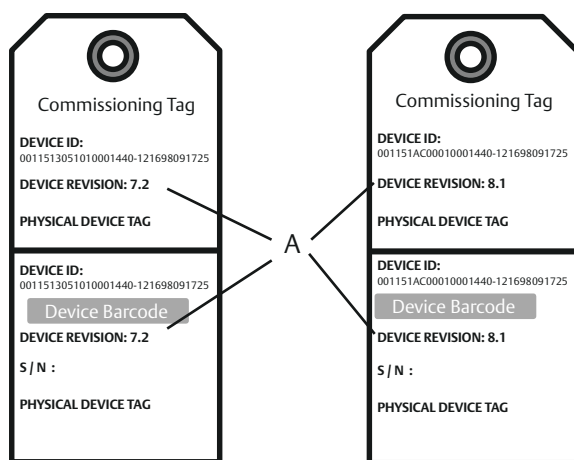 Commissioning Tag
DEVICE ID:
0011513051010001440-121698091725
DEVICE REVISION: 7.2
PHYSICAL DEVICE TAG
DEVICE ID:
0011513051010001440-121698091725
Device Barcode
DEVICE REVISION: 7.2
S / N :
PHYSICAL DEVICE TAG
A
Commissioning Tag
DEVICE ID:
001151AC00010001440-121698091725
DEVICE REVISION: 8.1
PHYSICAL DEVICE TAG
DEVICE ID:
001151AC00010001440-121698091725
Device Barcode
DEVICE REVISION: 8.1
S / N :
PHYSICAL DEVICE TAG